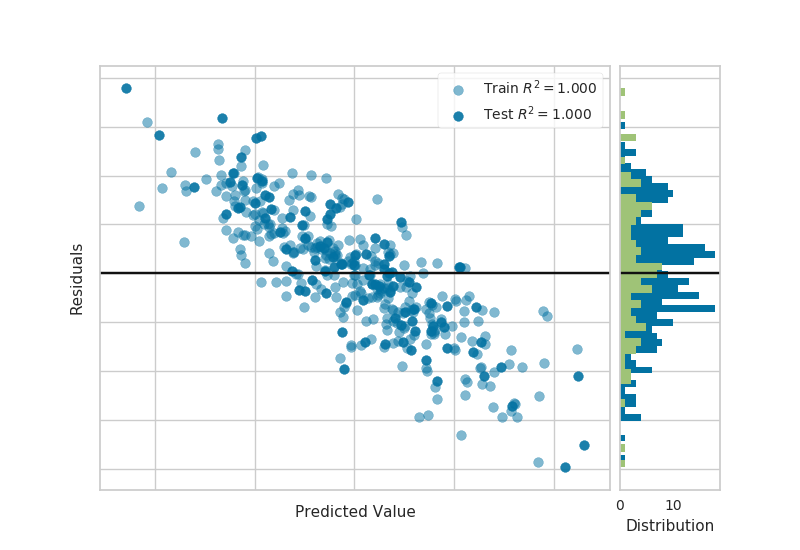 Train R² = 1.000
Test R² = 1.000
Residuals
Predicted Value
0 10
Distribution